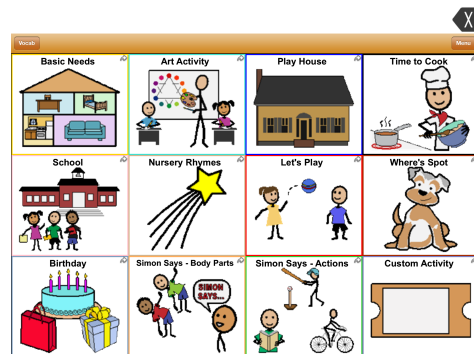 X
Vocab
Menu
Basic Needs
Art Activity
Play House
Time to Cook
School
Nursery Rhymes
Let's Play
Where's Spot
Birthday
Simon Says - Body Parts
SIMON
SAYS...
Simon Says - Actions
Custom Activity